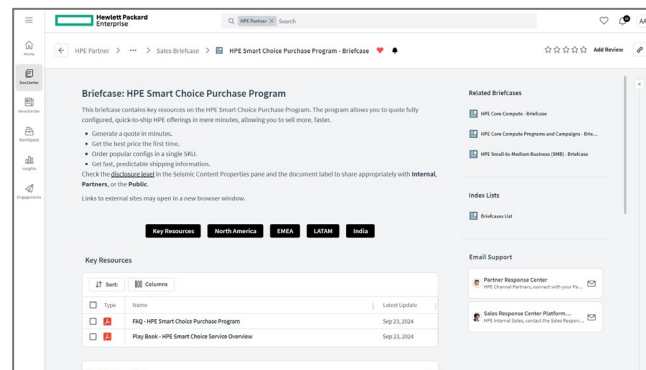 Hewlett Packard
Enterprise
HPE Partner × Search
AA
Home
HPE Partner > ... > Sales Briefcase > HPE Smart Choice Purchase Program - Briefcase
Add Review
DocCenter
NewsCenter
WorkSpace
Insights
Engagements
Briefcase: HPE Smart Choice Purchase Program
This briefcase contains key resources on the HPE Smart Choice Purchase Program. The program allows you to quote fully
configured, quick-to-ship HPE offerings in mere minutes, allowing you to sell more, faster.
• Generate a quote in minutes.
• Get the best price the first time.
• Order popular configs in a single SKU.
• Get fast, predictable shipping information.
Check the disclosure level in the Seismic Content Properties pane and the document label to share appropriately with Internal,
Partners, or the Public.
Links to external sites may open in a new browser window.
Key Resources North America EMEA LATAM India
Key Resources
Sort: Columns
Type Name Latest Update
FAQ - HPE Smart Choice Purchase Program Sep 23, 2024
Play Book - HPE Smart Choice Service Overview Sep 23, 2024
Related Briefcases
HPE Core Compute - Briefcase
HPE Core Compute Programs and Campaigns - Brie...
HPE Small-to-Medium Business (SMB) - Briefcase
Index Lists
Briefcases List
Email Support
Partner Response Center
HPE Channel Partners, connect with your Pa...
Sales Response Center Platform...
HPE Internal Sales, contact the Sales Respon...